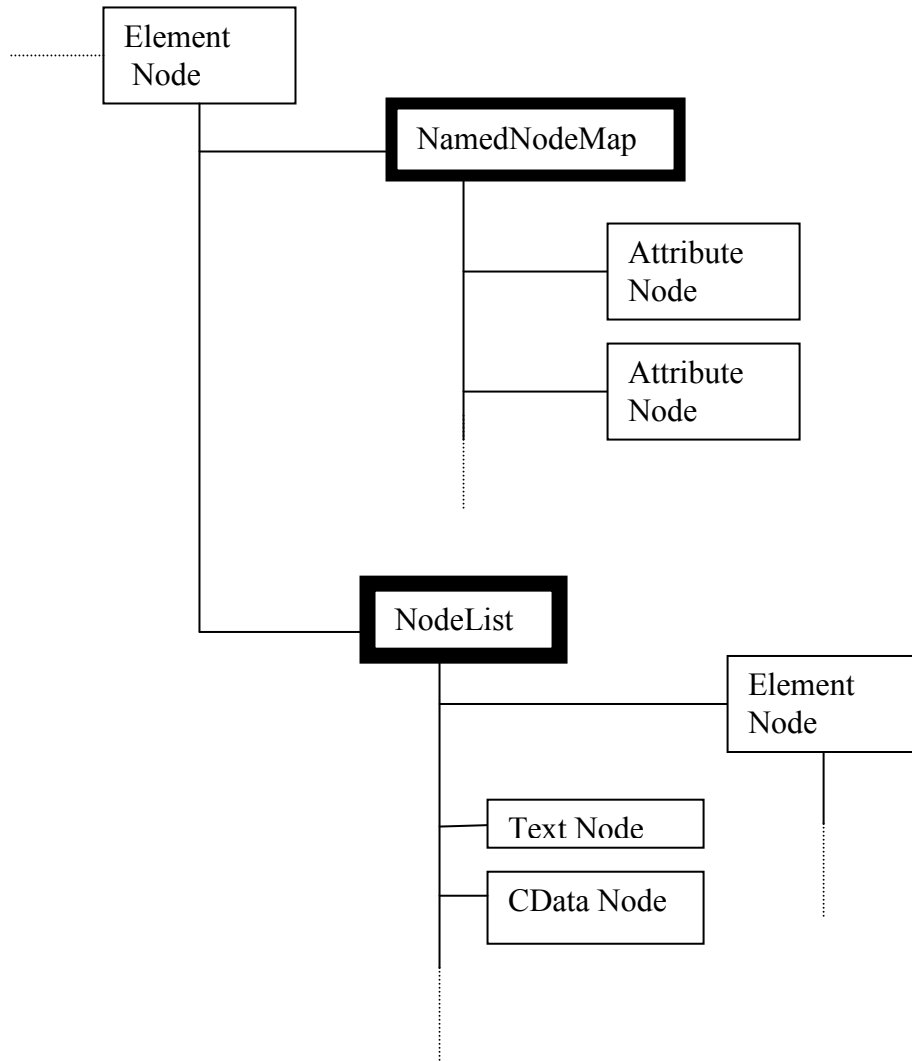 Element
Node
NamedNodeMap
Attribute
Node
Attribute
Node
NodeList
Element
Node
Text Node
CData Node